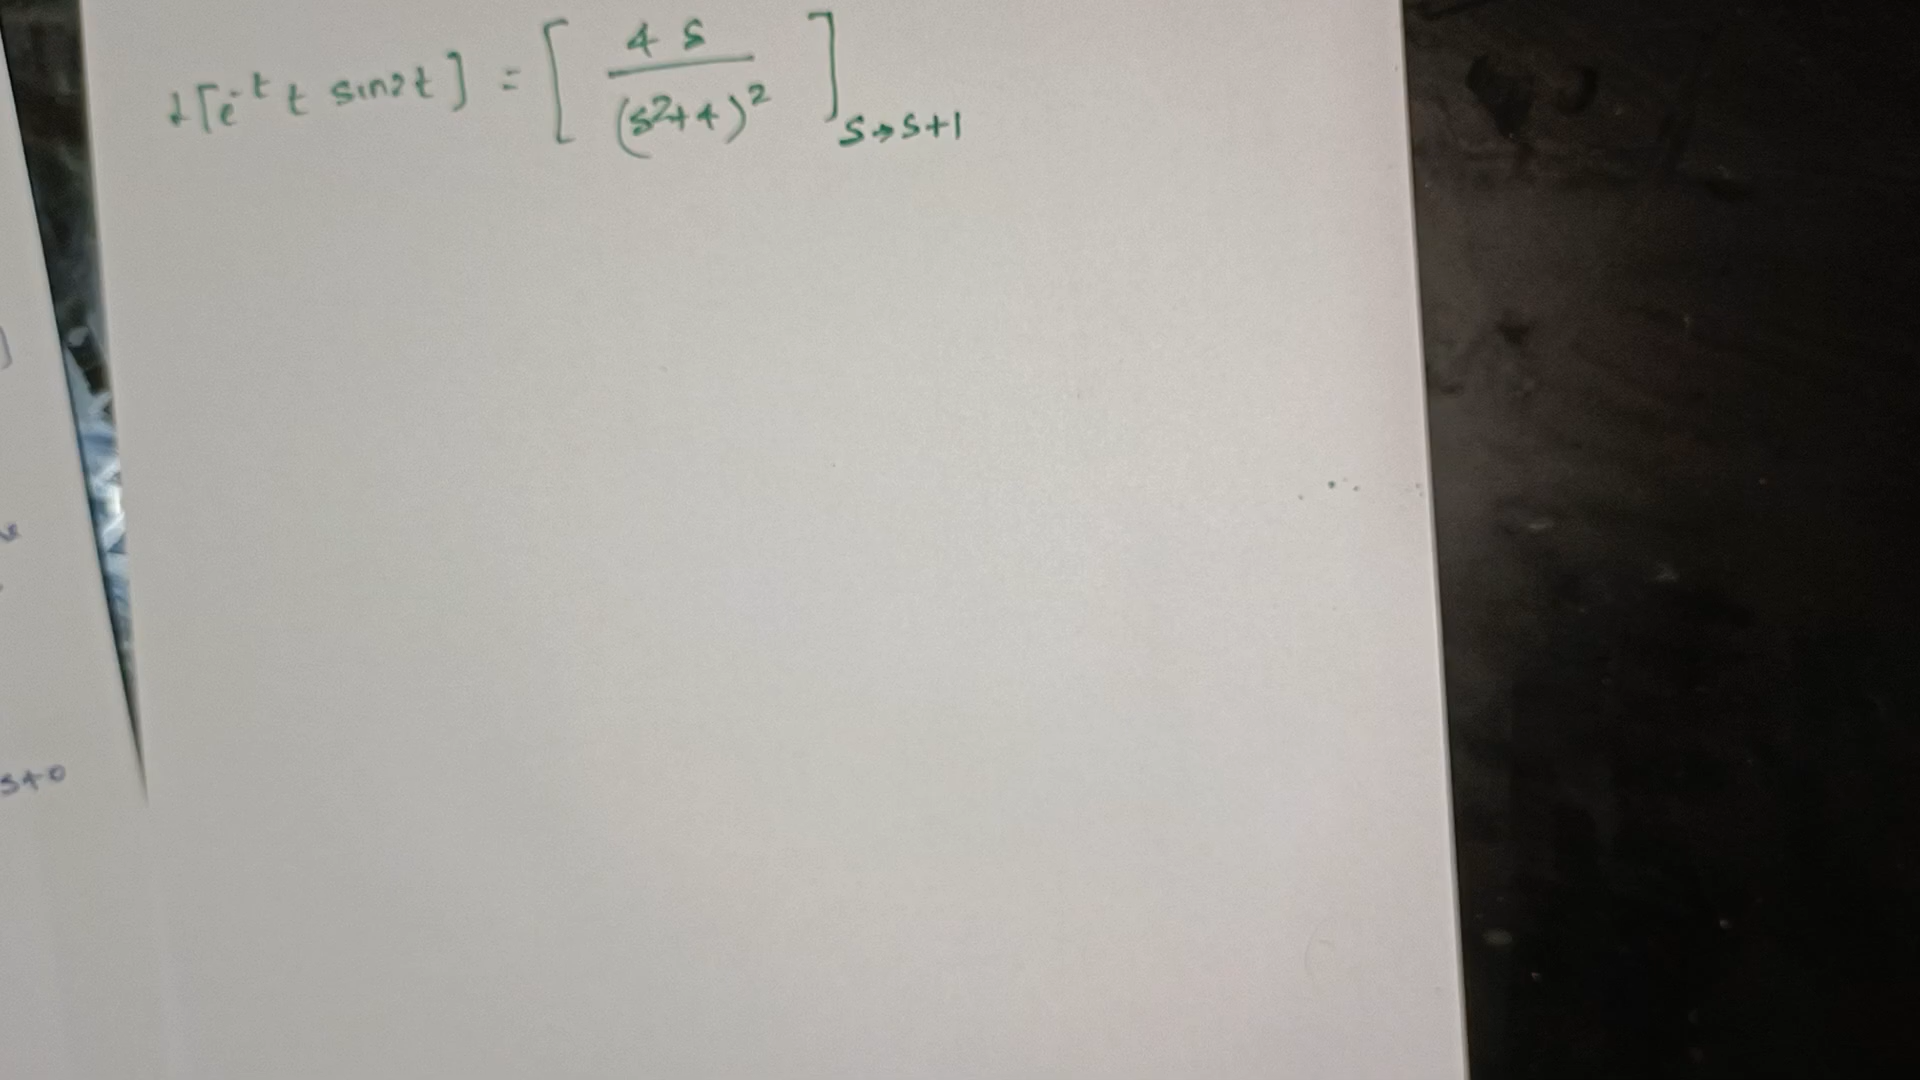 L[e^-t t sin2t] = [4s/(s²+4)²]s→s+1
s+0